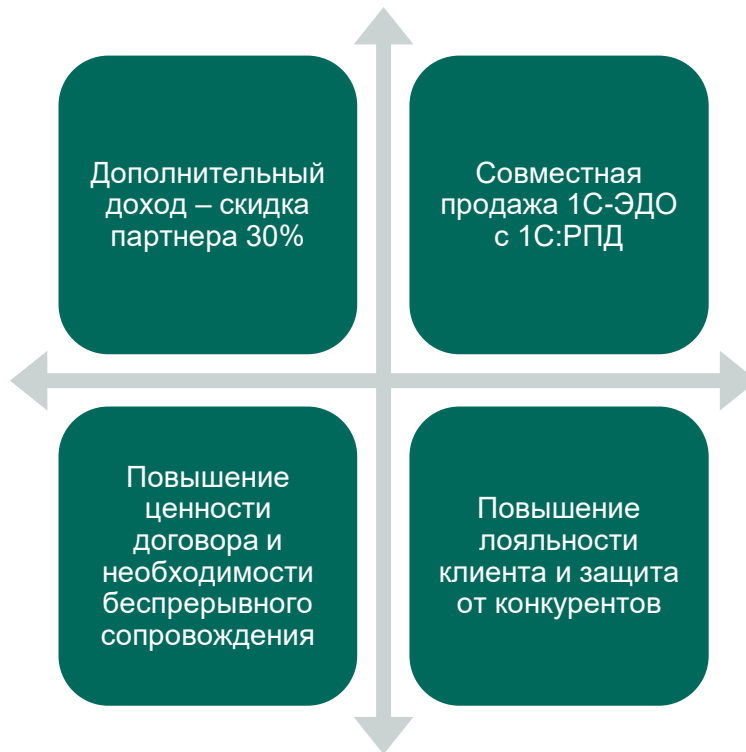 Дополнительный
доход – скидка
партнера 30%
Совместная
продажа 1С-ЭДО
с 1С:РПД
Повышение
ценности
договора и
необходимости
беспрерывного
сопровождения
Повышение
лояльности
клиента и защита
от конкурентов